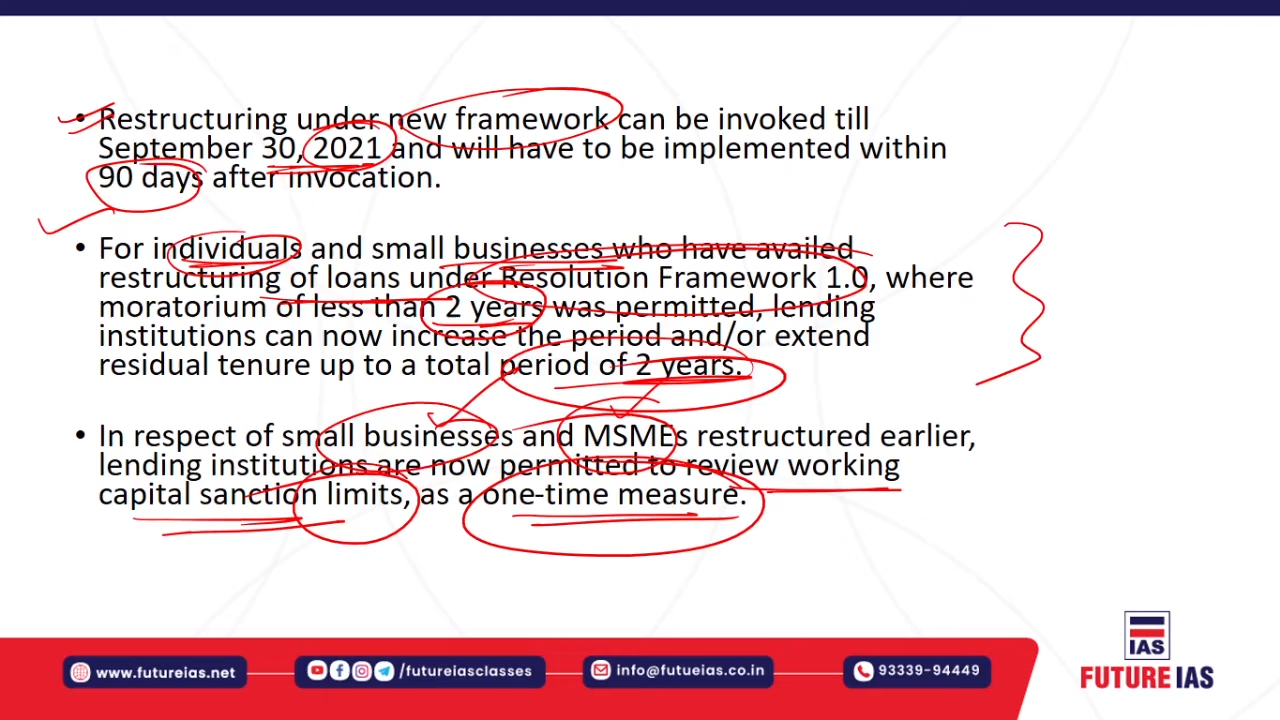 • Restructuring under new framework can be invoked till
September 30, 2021 and will have to be implemented within
90 days after invocation.
• For individuals and small businesses who have availed
restructuring of loans under Resolution Framework 1.0, where
moratorium of less than 2 years was permitted, lending
institutions can now increase the period and/or extend
residual tenure up to a total period of 2 years.
• In respect of small businesses and MSMEs restructured earlier,
lending institutions are now permitted to review working
capital sanction limits, as a one-time measure.
IAS
FUTURE IAS
www.futureias.net
/futureiasclasses
info@futueias.co.in
93339-94449